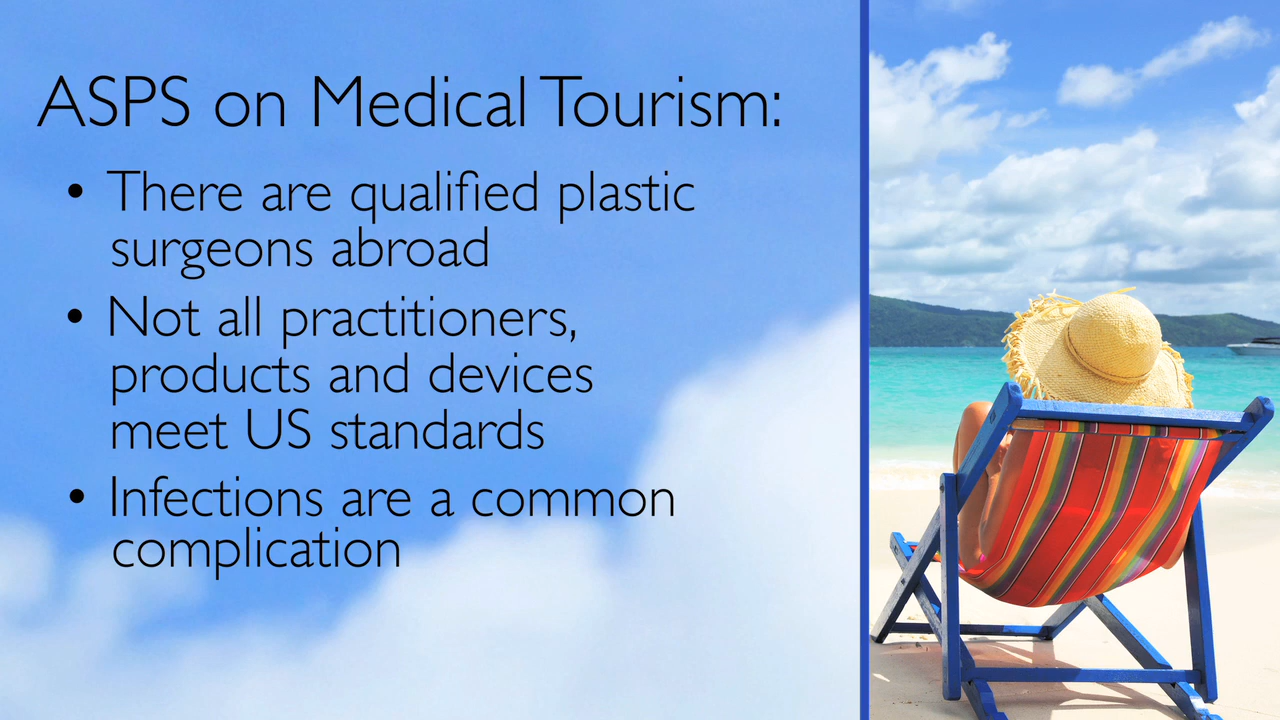 ASPS on Medical Tourism:
• There are qualified plastic
surgeons abroad
• Not all practitioners,
products and devices
meet US standards
• Infections are a common
complication